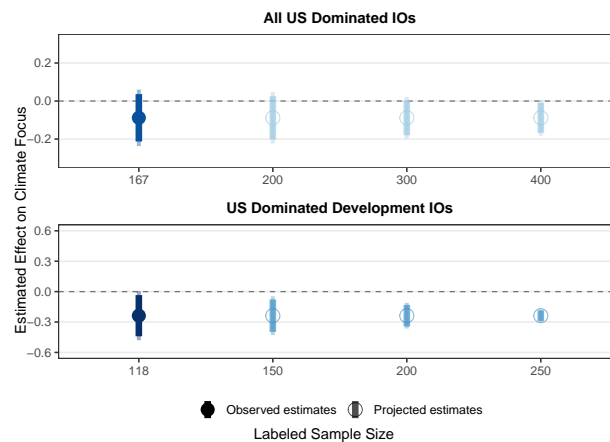 All US Dominated IOs
0.2
0.0
−0.2
167 200 300 400
US Dominated Development IOs
0.6
0.3
0.0
−0.3
−0.6
118 150 200 250
Estimated Effect on Climate Focus
Observed estimates Projected estimates
Labeled Sample Size